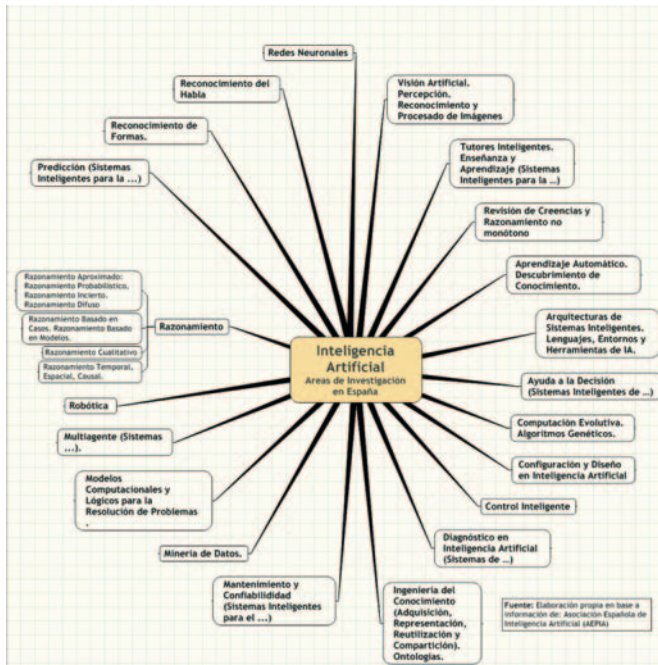 Redes Neuronales
Visión Artificial.
Percepción.
Reconocimiento y
Procesado de Imágenes
Reconocimiento del
Habla
Reconocimiento de
Formas.
Tutores Inteligentes.
Enseñanza y
Aprendizaje (Sistemas
Inteligentes para la …)
Predicción (Sistemas
Inteligentes para la ...)
Revisión de Creencias y
Razonamiento no
monótono
Aprendizaje Automático.
Descubrimiento de
Conocimiento.
Razonamiento Aproximado:
Razonamiento Probabilístico,
Razonamiento Incierto.
Razonamiento Difuso
Razonamiento Basado en
Casos. Razonamiento Basado
en Modelos.
Razonamiento Cualitativo
Razonamiento Temporal.
Espacial, Causal.
Razonamiento
Arquitecturas de
Sistemas Inteligentes.
Lenguajes, Entornos y
Herramientas de IA.
Inteligencia
Artificial
Areas de Investigación
en España
Ayuda a la Decisión
(Sistemas Inteligentes de …)
Robótica
Computación Evolutiva.
Algoritmos Genéticos.
Multiagente (Sistemas
...).
Configuración y Diseño
en Inteligencia Artificial
Modelos
Computacionales y
Lógicos para la
Resolución de Problemas
.
Control Inteligente
Diagnóstico en
Inteligencia Artificial
(Sistemas de …)
Minería de Datos.
Mantenimiento y
Confiabilididad
(Sistemas Inteligentes
para el ...)
Ingeniería del
Conocimiento
(Adquisición,
Representación,
Reutilización y
Compartición).
Ontologías.
Fuente: Elaboración propia en base a
información de: Asociación Española de
Inteligencia Artificial (AEPIA)